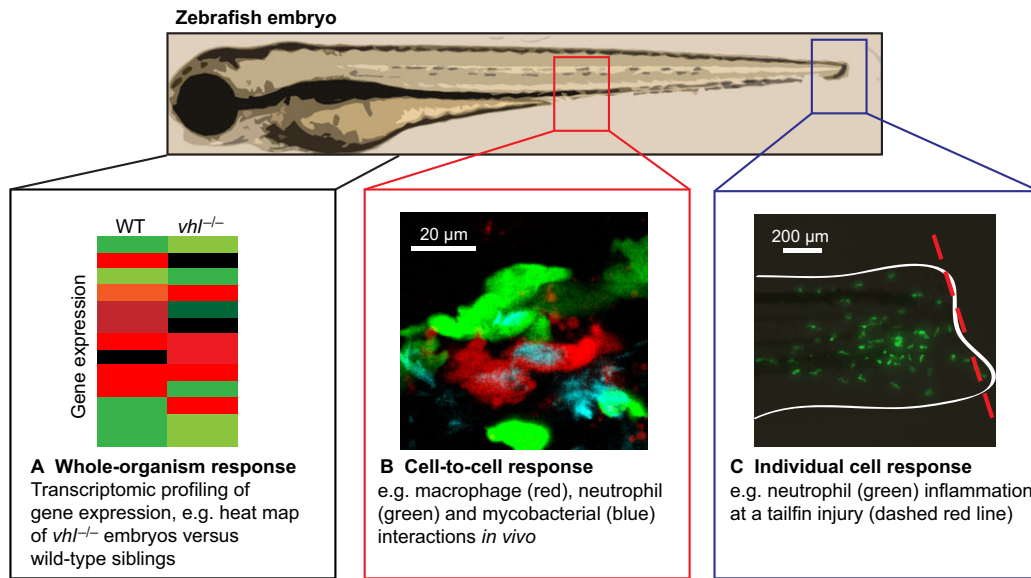 Zebrafish embryo
WT vhl–/–
Gene expression
A Whole-organism response
Transcriptomic profiling of
gene expression, e.g. heat map
of vhl–/– embryos versus
wild-type siblings
20 µm
B Cell-to-cell response
e.g. macrophage (red), neutrophil
(green) and mycobacterial (blue)
interactions in vivo
200 µm
C Individual cell response
e.g. neutrophil (green) inflammation
at a tailfin injury (dashed red line)